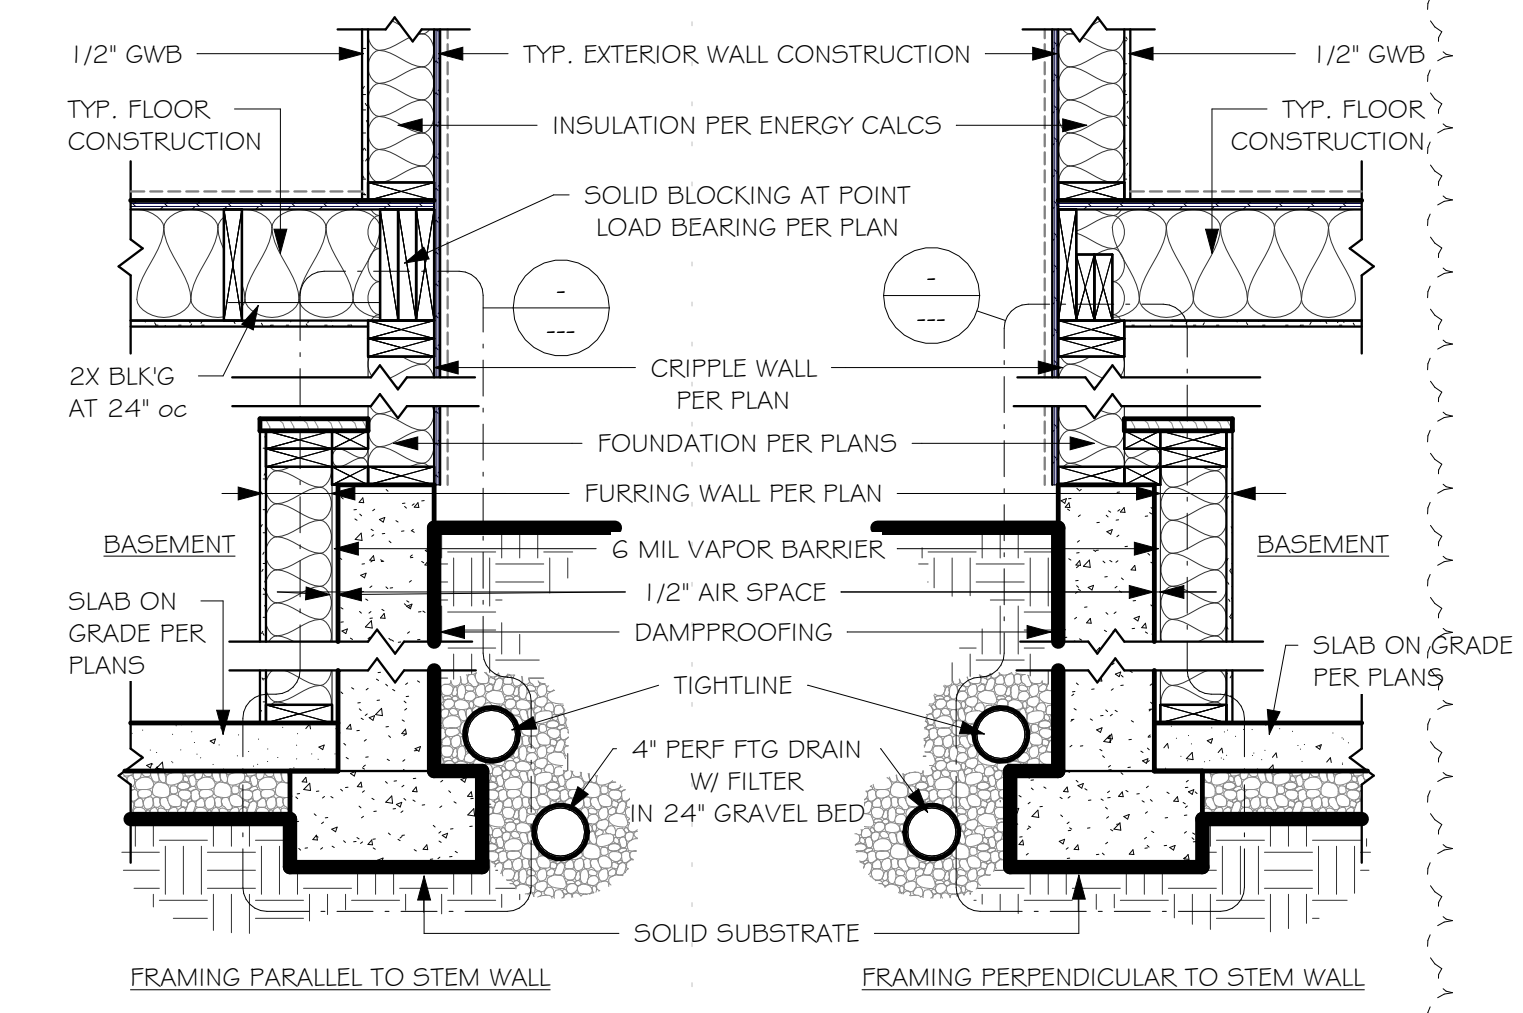 1/2" GWB
TYP. EXTERIOR WALL CONSTRUCTION
1/2" GWB
TYP. FLOOR
CONSTRUCTION
INSULATION PER ENERGY CALCS
TYP. FLOOR
CONSTRUCTION
SOLID BLOCKING AT POINT
LOAD BEARING PER PLAN
-
---
-
---
2X BLK'G
AT 24" oc
CRIPPLE WALL
PER PLAN
FOUNDATION PER PLANS
FURRING WALL PER PLAN
BASEMENT
6 MIL VAPOR BARRIER
BASEMENT
SLAB ON
GRADE PER
PLANS
1/2" AIR SPACE
DAMPPROOFING
SLAB ON GRADE
PER PLANS
TIGHTLINE
4" PERF FTG DRAIN
W/ FILTER
IN 24" GRAVEL BED
SOLID SUBSTRATE
FRAMING PARALLEL TO STEM WALL
FRAMING PERPENDICULAR TO STEM WALL